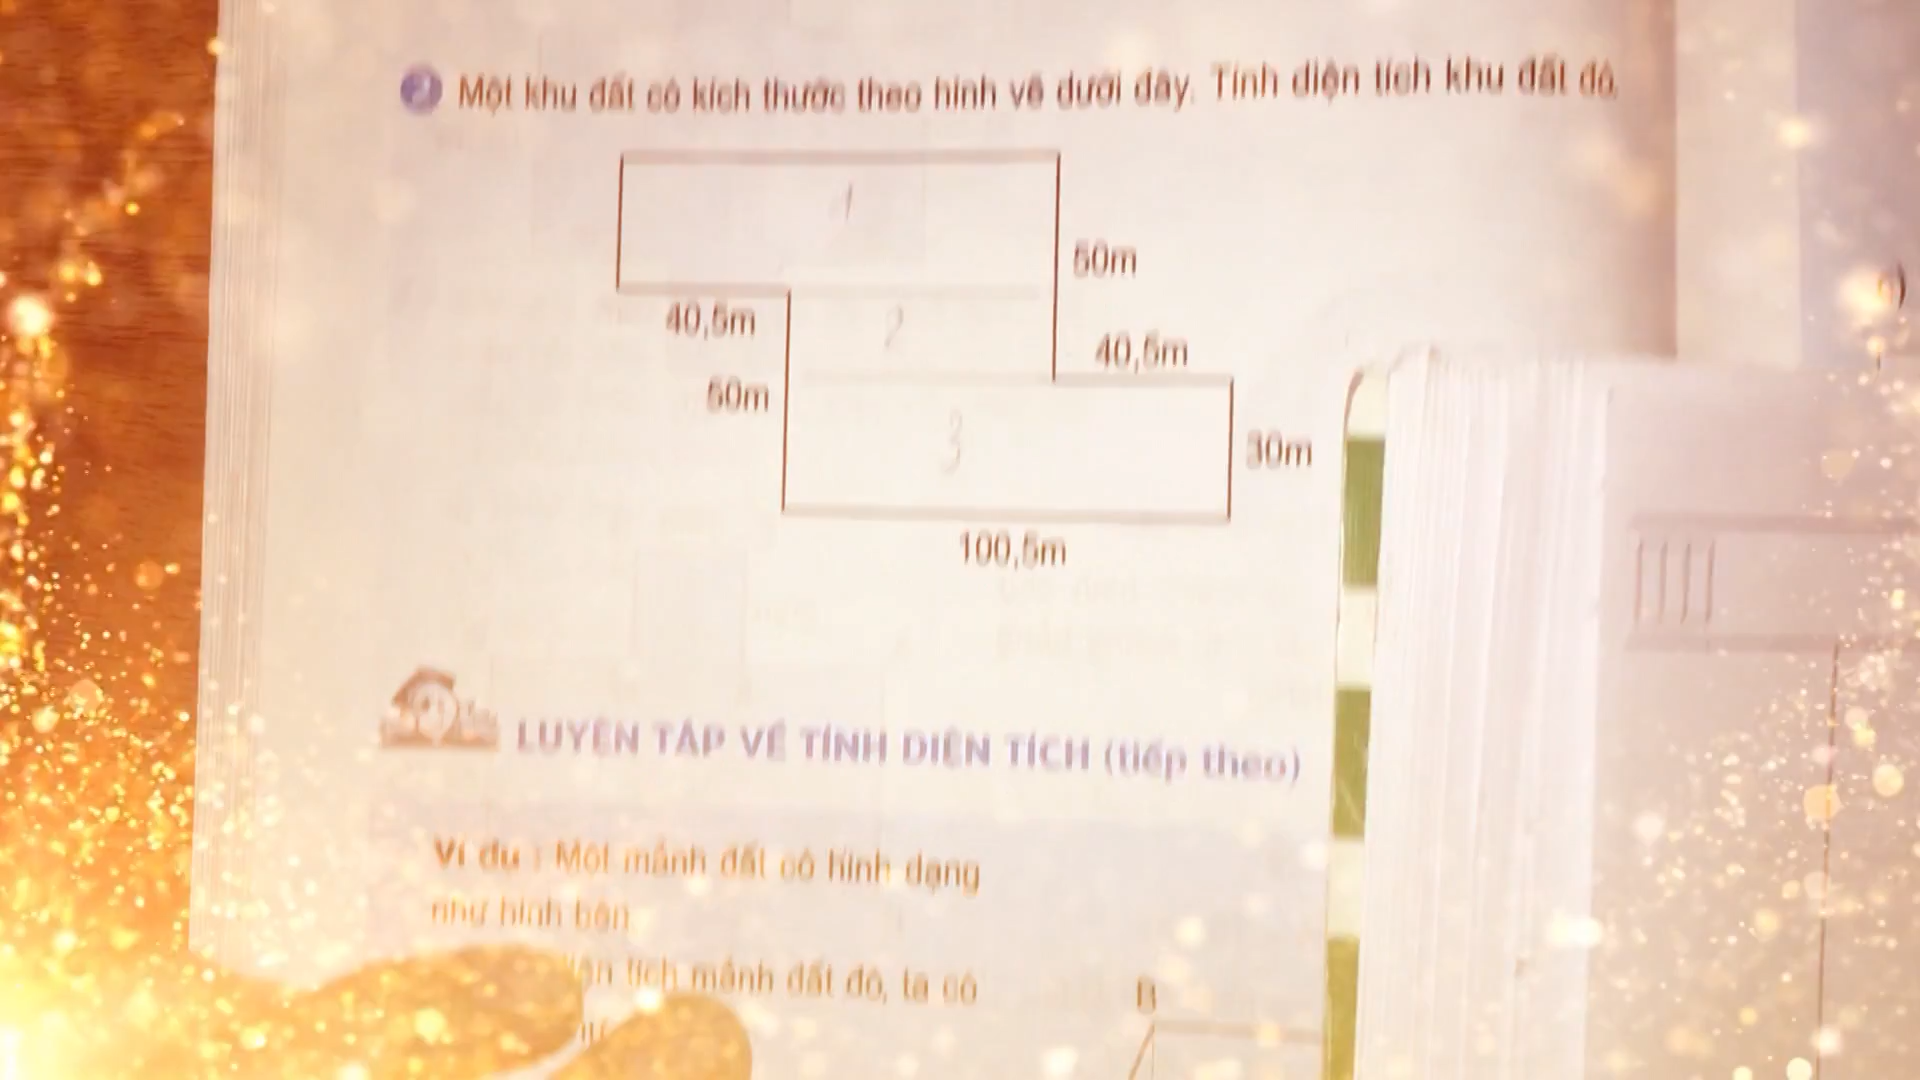 2 Một khu đất có kích thước theo hình vẽ dưới đây. Tính diện tích khu đất đó.
1
50m
40,5m
2
40,5m
50m
3
30m
100,5m
LUYỆN TẬP VỀ TÍNH DIỆN TÍCH (tiếp theo)
Ví dụ : Một mảnh đất có hình dạng
như hình bên.
tích mảnh đất đó, ta có
B